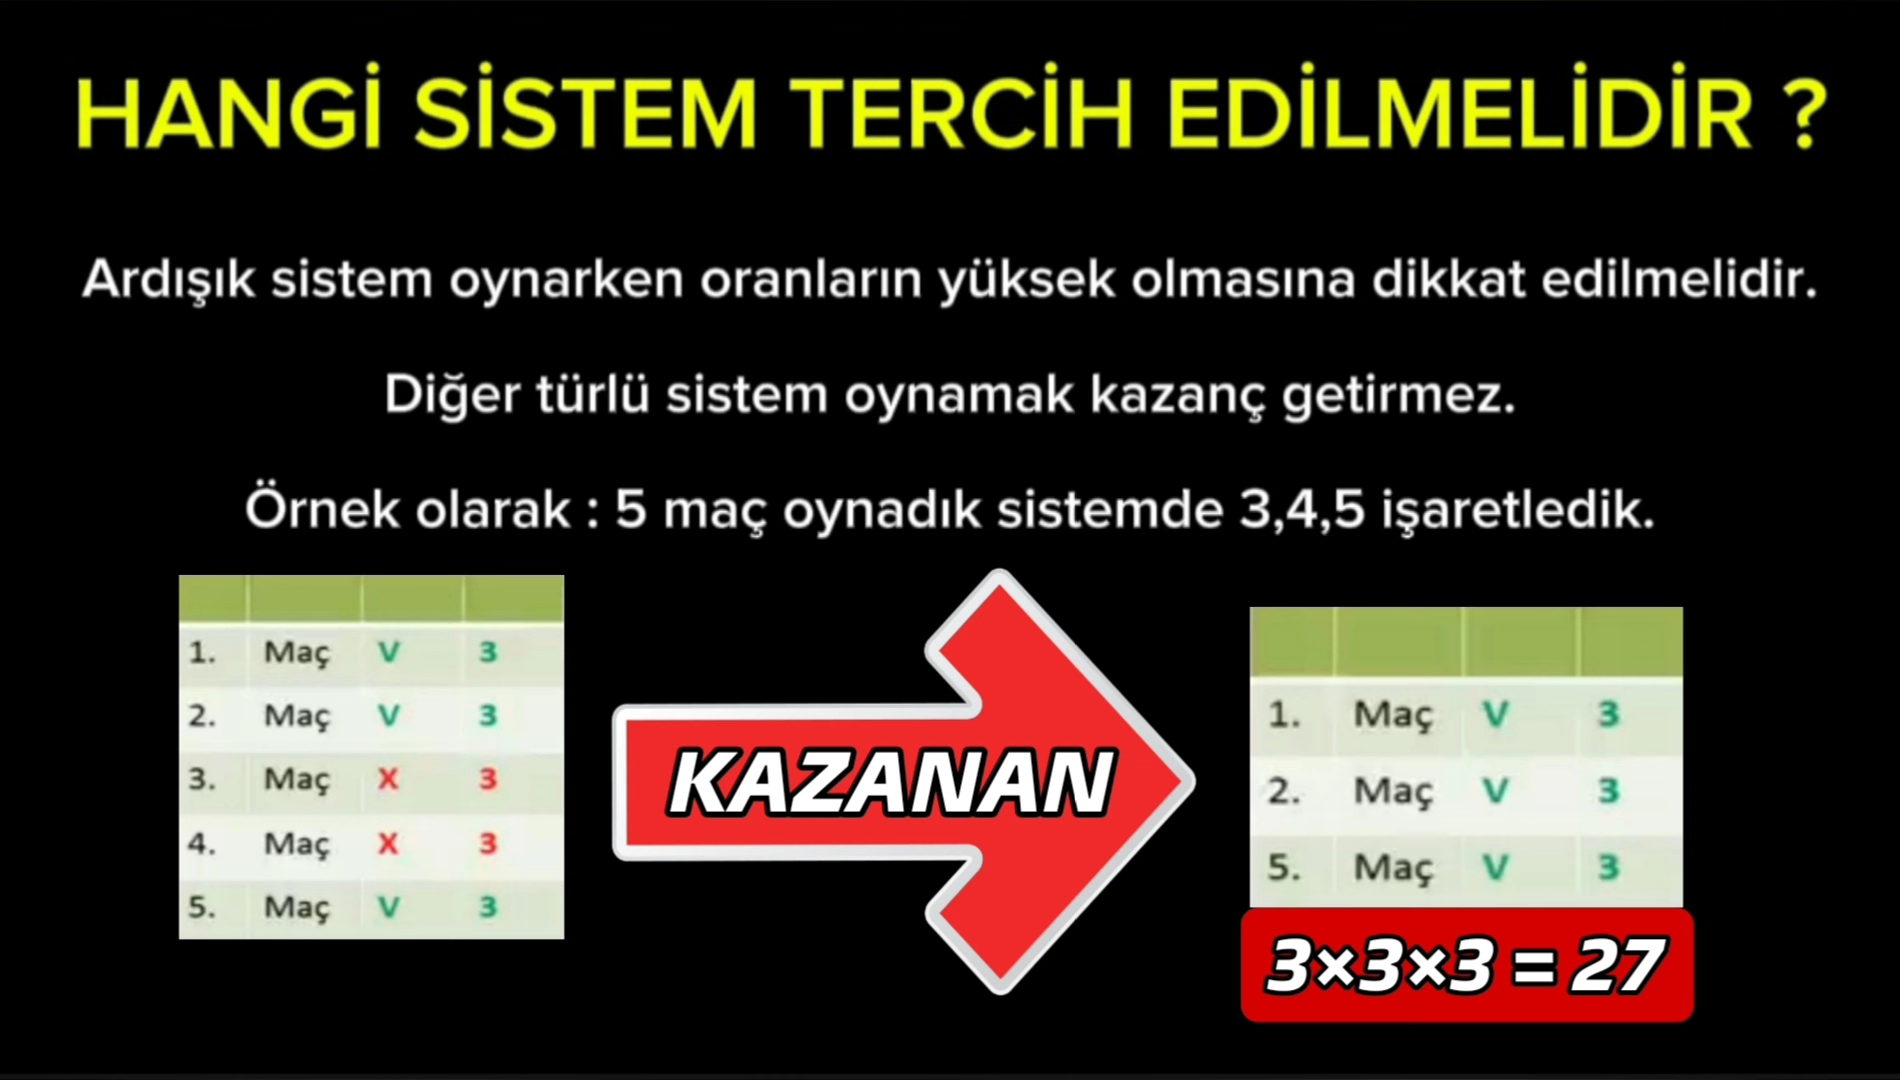 HANGİ SİSTEM TERCİH EDİLMELİDİR ?
Ardışık sistem oynarken oranların yüksek olmasına dikkat edilmelidir.
Diğer türlü sistem oynamak kazanç getirmez.
Örnek olarak : 5 maç oynadık sistemde 3,4,5 işaretledik.
1. Maç V 3
2. Maç V 3
3. Maç X 3
4. Maç X 3
5. Maç V 3
KAZANAN
1. Maç V 3
2. Maç V 3
5. Maç V 3
3×3×3 = 27